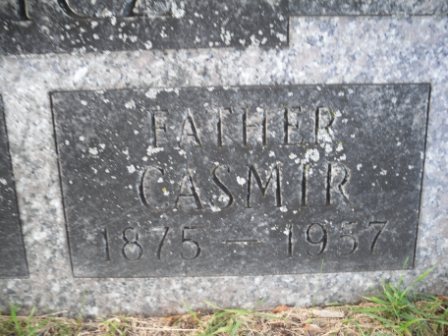 FATHER
CASMIR
1875 — 1957